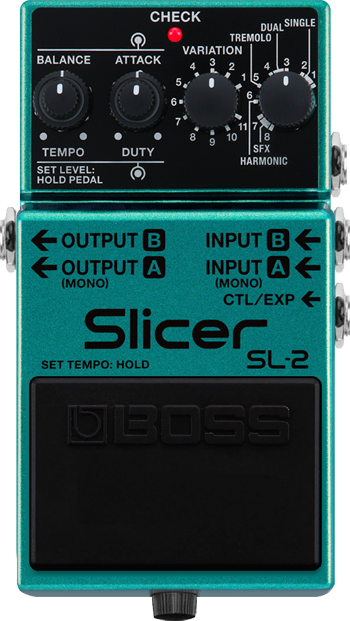 CHECK
BALANCE ATTACK
TEMPO DUTY
SET LEVEL:
HOLD PEDAL
VARIATION
1 2 3 4 5 6 7 8 9 10 11
SINGLE
DUAL
TREMOLO
SFX
HARMONIC
1 2 3 4 5 6 7 8
← OUTPUT B INPUT B ←
← OUTPUT A INPUT A ←
(MONO) (MONO)
CTL/EXP ←
Slicer
SL-2
SET TEMPO: HOLD
BOSS